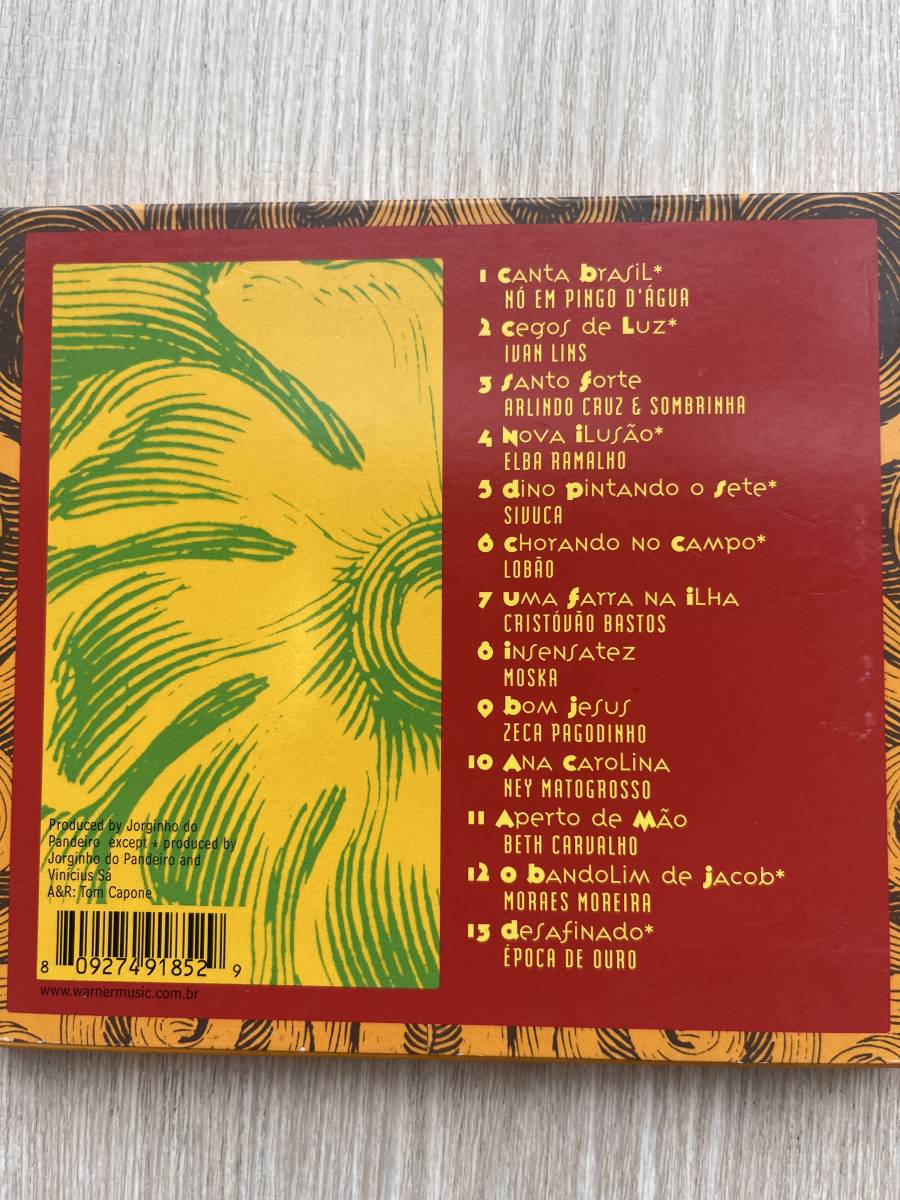 1 Canta Brasil*
NÓ EM PINGO D'ÁGUA
2 Cegos de Luz*
IVAN LINS
3 Santo Forte
ARLINDO CRUZ & SOMBRINHA
4 Nova Ilusão*
ELBA RAMALHO
5 Dino Pintando o Sete*
SIVUCA
6 Chorando no Campo*
LOBÃO
7 Uma Farra na Ilha
CRISTÓVÃO BASTOS
8 Insensatez
MOSKA
9 Bom Jesus
ZECA PAGODINHO
10 Ana Carolina
NEY MATOGROSSO
11 Aperto de Mão
BETH CARVALHO
12 O Bandolim de Jacob*
MORAES MOREIRA
13 Desafinado*
ÉPOCA DE OURO
Produced by Jorginho do
Pandeiro except * produced by
Jorginho do Pandeiro and
Vinicius Sá
A&R: Tom Capone
8 09274 91852 9
www.warnermusic.com.br